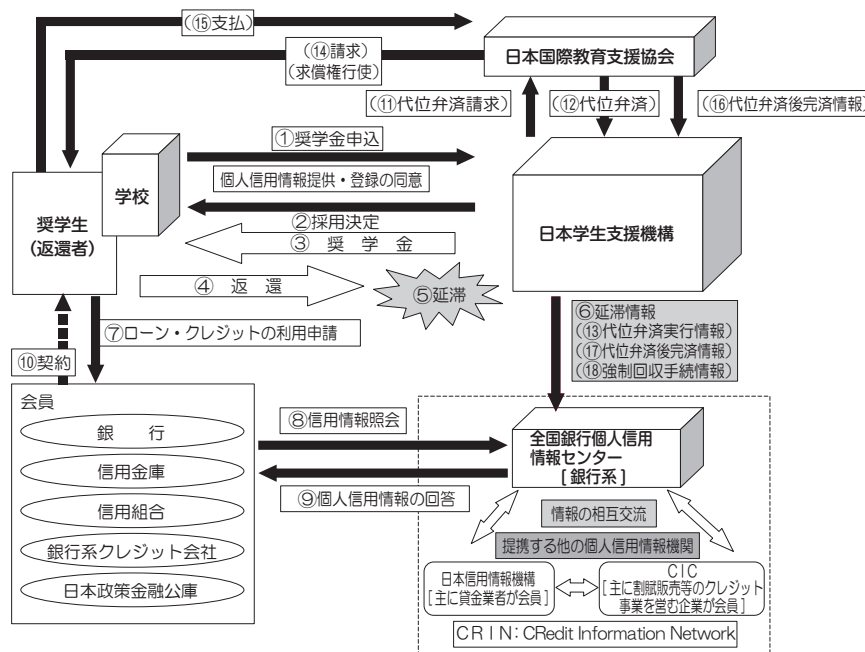 (⑮支払)
(⑭請求)
(求償権行使)
日本国際教育支援協会
(⑪代位弁済請求)
(⑫代位弁済)
(⑯代位弁済後完済情報)
①奨学金申込
個人信用情報提供・登録の同意
学校
奨学生
(返還者)
日本学生支援機構
②採用決定
③ 奨 学 金
④ 返 還
⑤延滞
⑥延滞情報
(⑬代位弁済実行情報)
(⑰代位弁済後完済情報)
(⑱強制回収手続情報)
⑦ローン・クレジットの利用申請
⑩契約
会員
銀 行
信用金庫
信用組合
銀行系クレジット会社
日本政策金融公庫
⑧信用情報照会
⑨個人信用情報の回答
全国銀行個人信用
情報センター
[銀行系]
情報の相互交流
提携する他の個人信用情報機関
日本信用情報機構
[主に貸金業者が会員]
CIC
[主に割賦販売等のクレジット
事業を営む企業が会員]
CRIN:CRedit Information Network